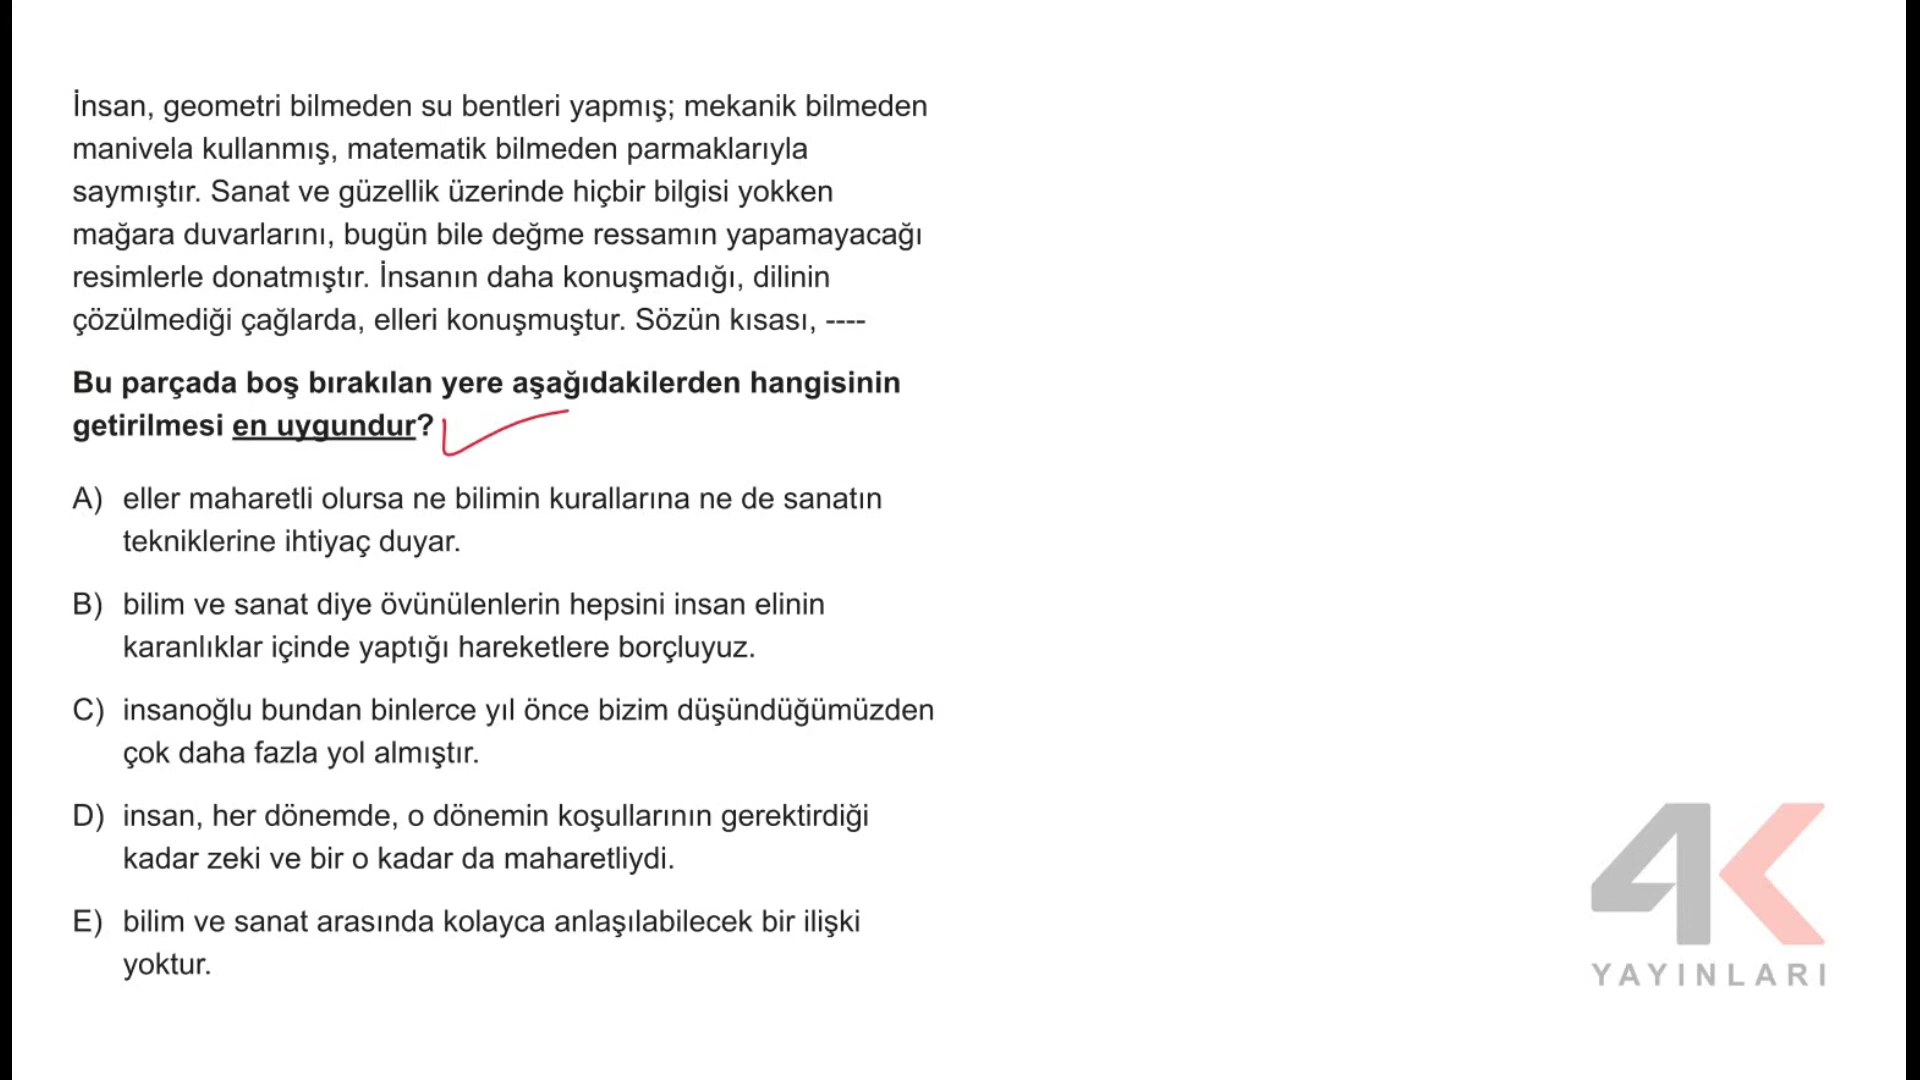 İnsan, geometri bilmeden su bentleri yapmış; mekanik bilmeden
manivela kullanmış, matematik bilmeden parmaklarıyla
saymıştır. Sanat ve güzellik üzerinde hiçbir bilgisi yokken
mağara duvarlarını, bugün bile değme ressamın yapamayacağı
resimlerle donatmıştır. İnsanın daha konuşmadığı, dilinin
çözülmediği çağlarda, elleri konuşmuştur. Sözün kısası, ----
Bu parçada boş bırakılan yere aşağıdakilerden hangisinin
getirilmesi en uygundur?
A) eller maharetli olursa ne bilimin kurallarına ne de sanatın
tekniklerine ihtiyaç duyar.
B) bilim ve sanat diye övünülenlerin hepsini insan elinin
karanlıklar içinde yaptığı hareketlere borçluyuz.
C) insanoğlu bundan binlerce yıl önce bizim düşündüğümüzden
çok daha fazla yol almıştır.
D) insan, her dönemde, o dönemin koşullarının gerektirdiği
kadar zeki ve bir o kadar da maharetliydi.
E) bilim ve sanat arasında kolayca anlaşılabilecek bir ilişki
yoktur.
4K
YAYINLARI